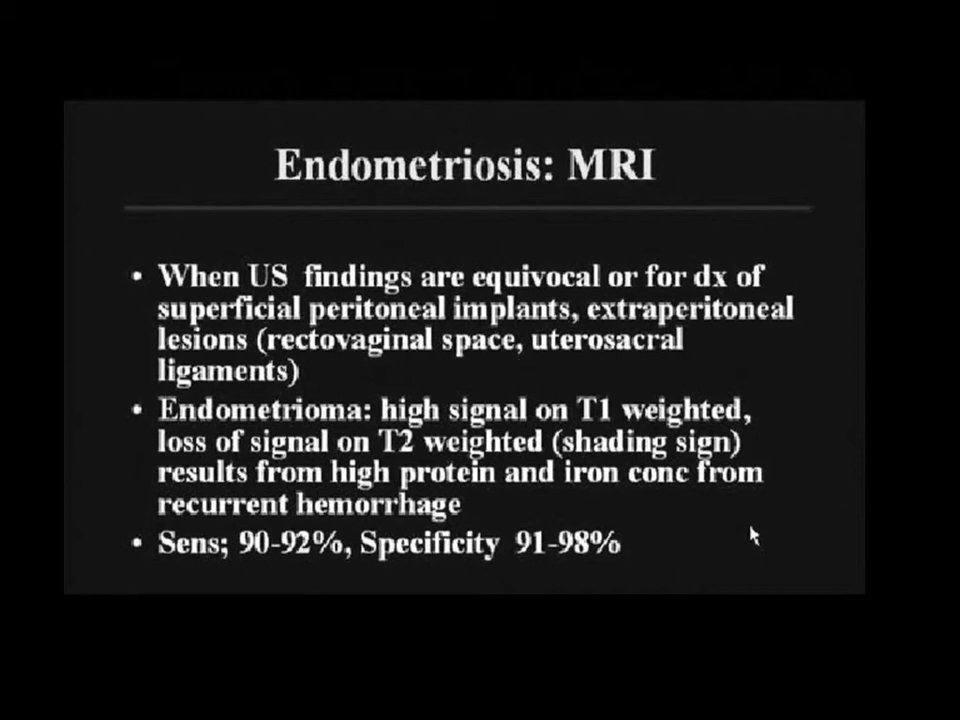 Endometriosis: MRI
• When US findings are equivocal or for dx of
superficial peritoneal implants, extraperitoneal
lesions (rectovaginal space, uterosacral
ligaments)
• Endometrioma: high signal on T1 weighted,
loss of signal on T2 weighted (shading sign)
results from high protein and iron conc from
recurrent hemorrhage
• Sens; 90-92%, Specificity 91-98%